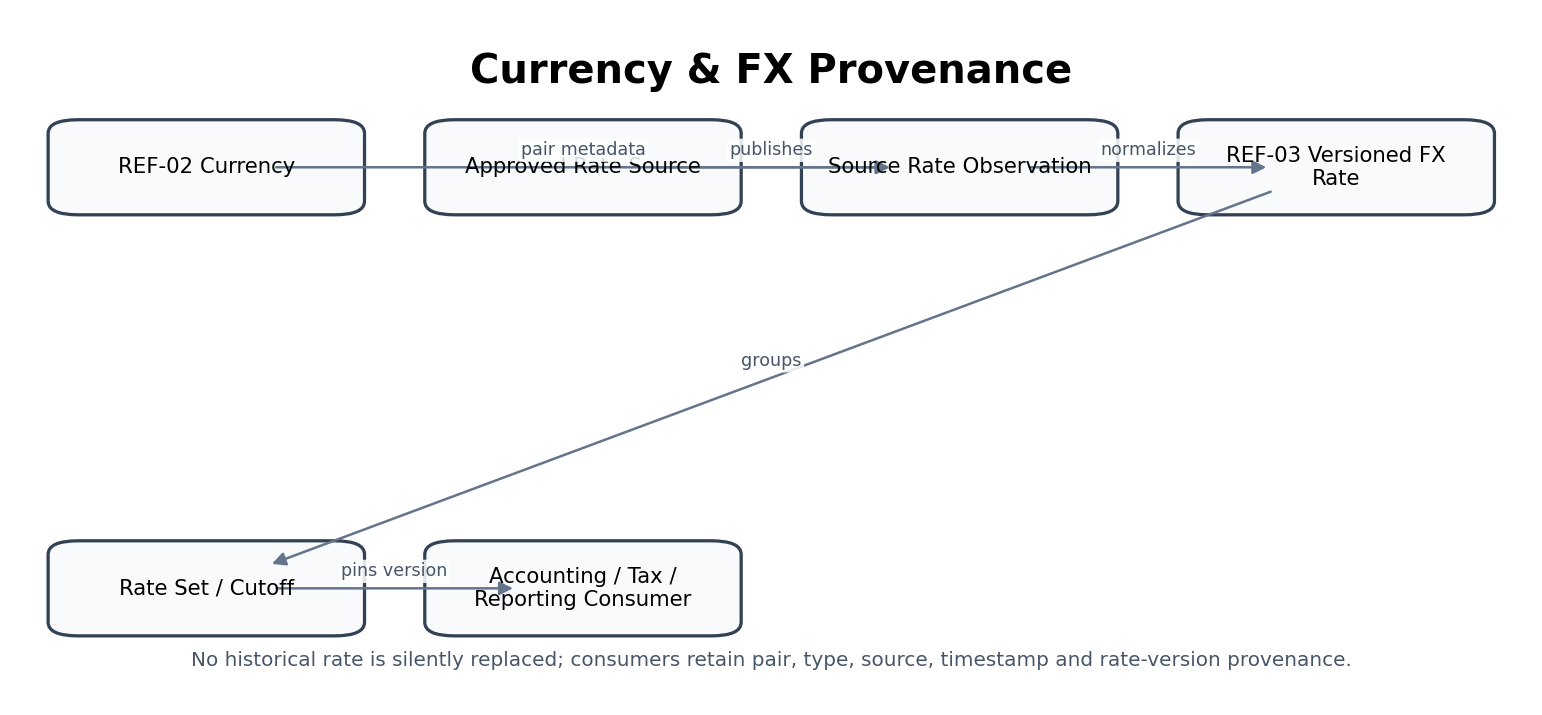 Currency & FX Provenance
pair metadata
publishes
normalizes
REF-02 Currency
Approved Rate Source
Source Rate Observation
REF-03 Versioned FX
Rate
groups
pins version
Rate Set / Cutoff
Accounting / Tax /
Reporting Consumer
No historical rate is silently replaced; consumers retain pair, type, source, timestamp and rate-version provenance.